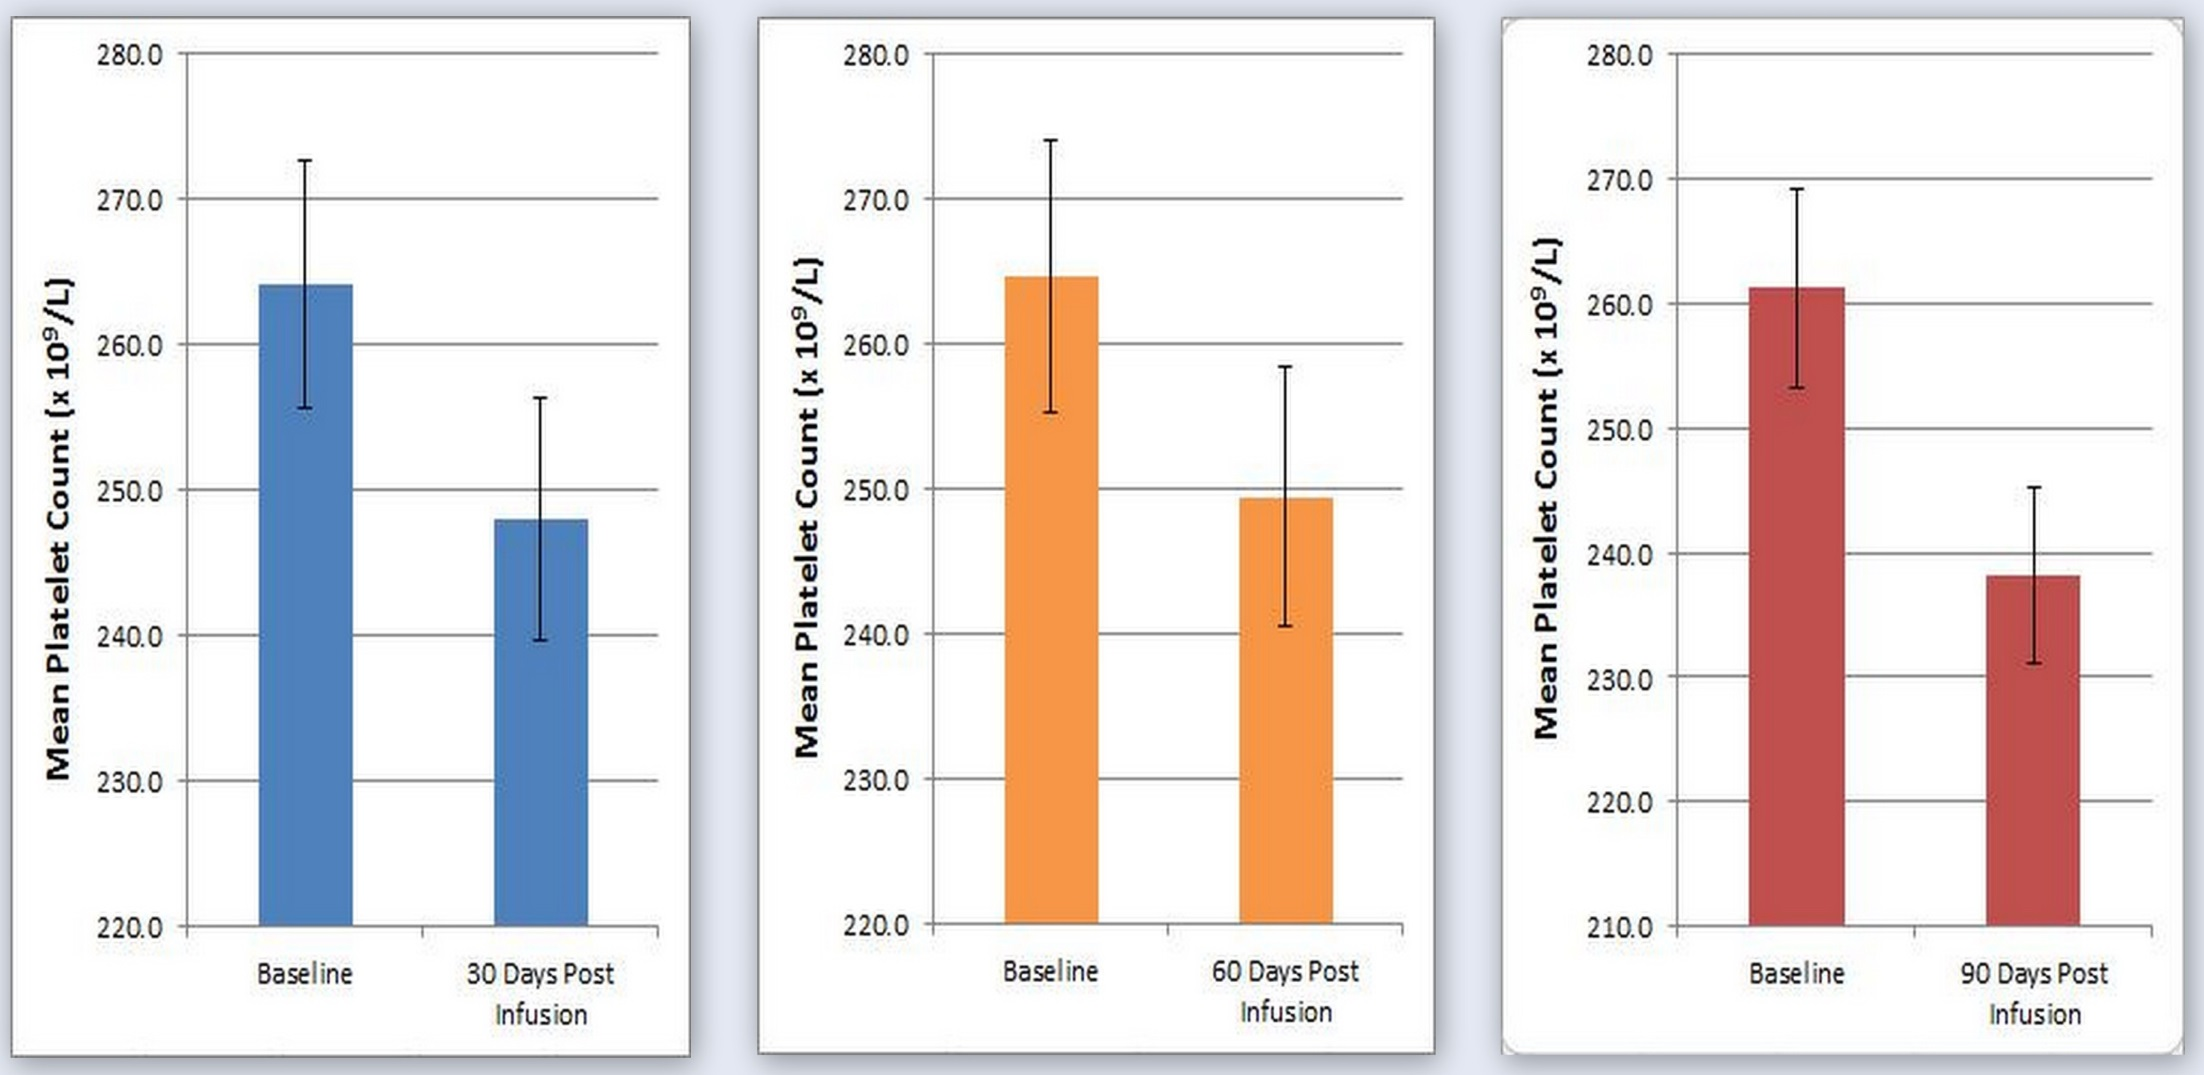 Mean Platelet Count (x 10⁹/L)
280.0
270.0
260.0
250.0
240.0
230.0
220.0
Baseline
30 Days Post
Infusion
Mean Platelet Count (x 10⁹/L)
280.0
270.0
260.0
250.0
240.0
230.0
220.0
Baseline
60 Days Post
Infusion
Mean Platelet Count (x 10⁹/L)
280.0
270.0
260.0
250.0
240.0
230.0
220.0
210.0
Baseline
90 Days Post
Infusion